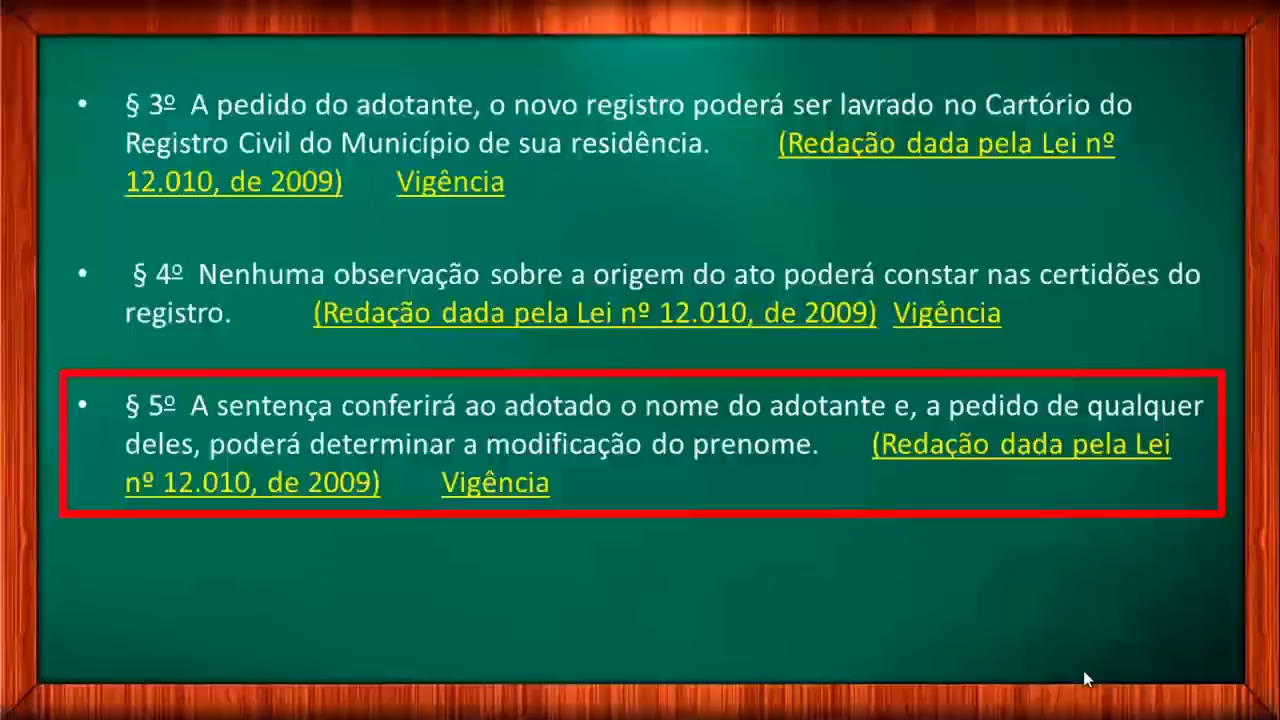 • § 3º A pedido do adotante, o novo registro poderá ser lavrado no Cartório do
Registro Civil do Município de sua residência. (Redação dada pela Lei nº
12.010, de 2009) Vigência
• § 4º Nenhuma observação sobre a origem do ato poderá constar nas certidões do
registro. (Redação dada pela Lei nº 12.010, de 2009) Vigência
• § 5º A sentença conferirá ao adotado o nome do adotante e, a pedido de qualquer
deles, poderá determinar a modificação do prenome. (Redação dada pela Lei
nº 12.010, de 2009) Vigência